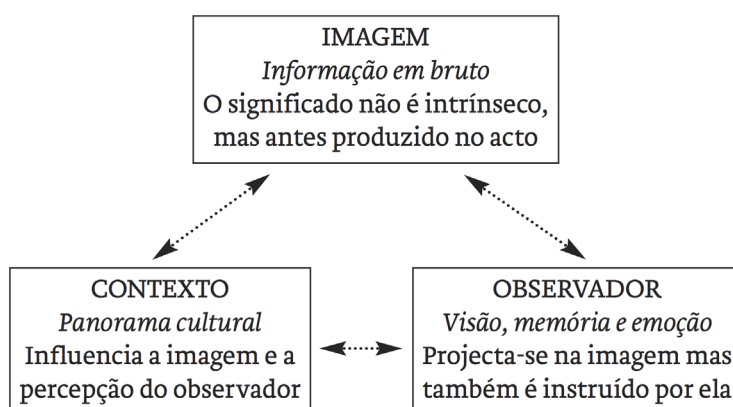 IMAGEM
Informação em bruto
O significado não é intrínseco,
mas antes produzido no acto
CONTEXTO
Panorama cultural
Influencia a imagem e a
percepção do observador
OBSERVADOR
Visão, memória e emoção
Projecta-se na imagem mas
também é instruído por ela